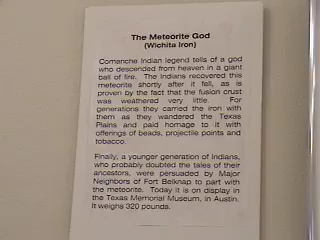 The Meteorite God
(Wichita Iron)
Comanche Indian legend tells of a god
who descended from heaven in a giant
ball of fire. The Indians recovered this
meteorite shortly after it fell, as is
proven by the fact that the fusion crust
was weathered very little. For
generations they carried the iron with
them as they wandered the Texas
Plains and paid homage to it with
offerings of beads, projectile points and
tobacco.
Finally, a younger generation of Indians,
who probably doubted the tales of their
ancestors, were persuaded by Major
Neighbors of Fort Belknap to part with
the meteorite. Today it is on display in
the Texas Memorial Museum, in Austin.
It weighs 320 pounds.